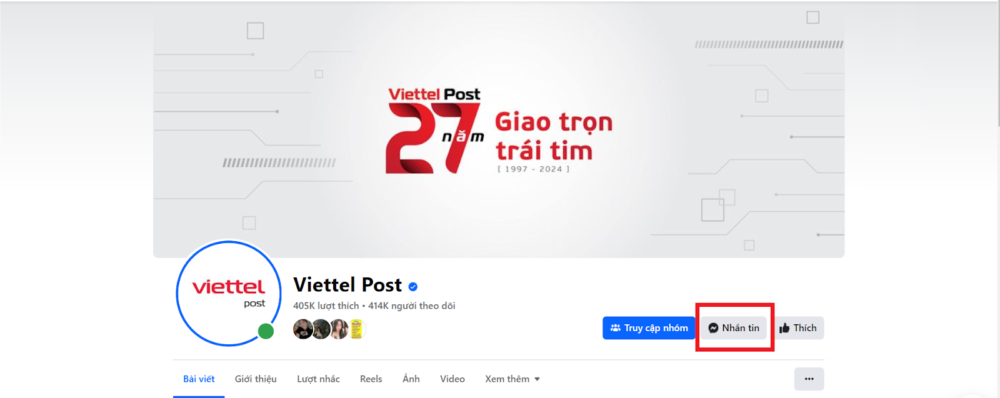 Viettel Post
27 năm
Giao trọn
trái tim
[ 1997 - 2024 ]
viettel
post
Viettel Post
405K lượt thích • 414K người theo dõi
Truy cập nhóm
Nhắn tin
Thích
Bài viết
Giới thiệu
Lượt nhắc
Reels
Ảnh
Video
Xem thêm